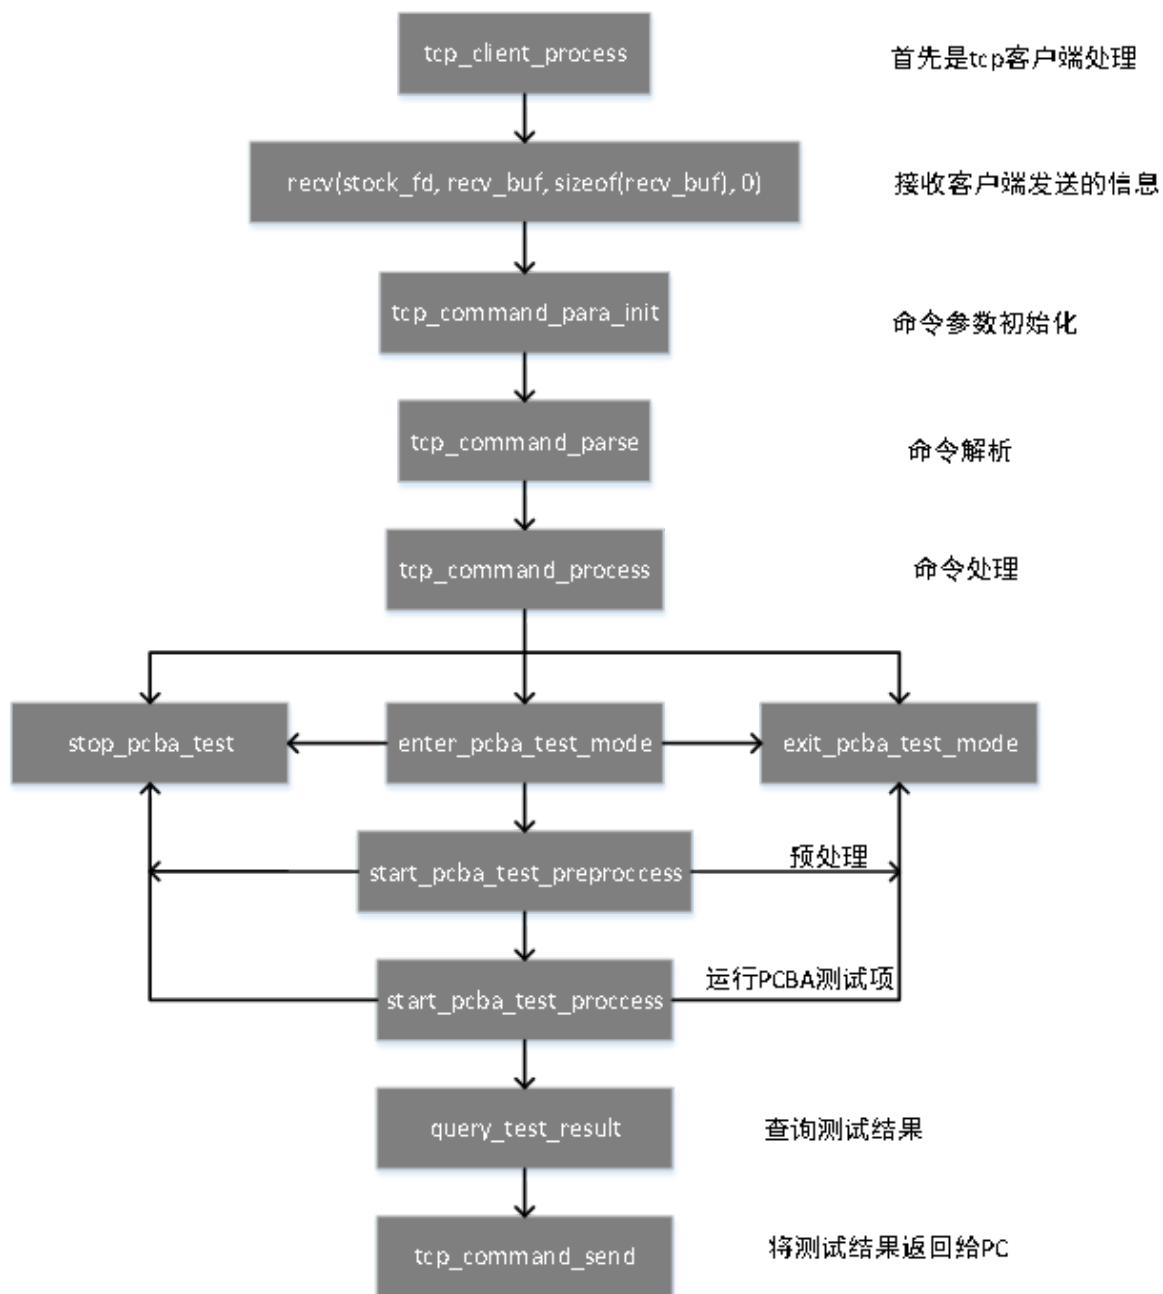 tcp_client_process
首先是tcp客户端处理
recv(stock_fd, recv_buf, sizeof(recv_buf), 0)
接收客户端发送的信息
tcp_command_para_init
命令参数初始化
tcp_command_parse
命令解析
tcp_command_process
命令处理
stop_pcba_test
enter_pcba_test_mode
exit_pcba_test_mode
start_pcba_test_preproccess
预处理
start_pcba_test_proccess
运行PCBA测试项
query_test_result
查询测试结果
tcp_command_send
将测试结果返回给PC